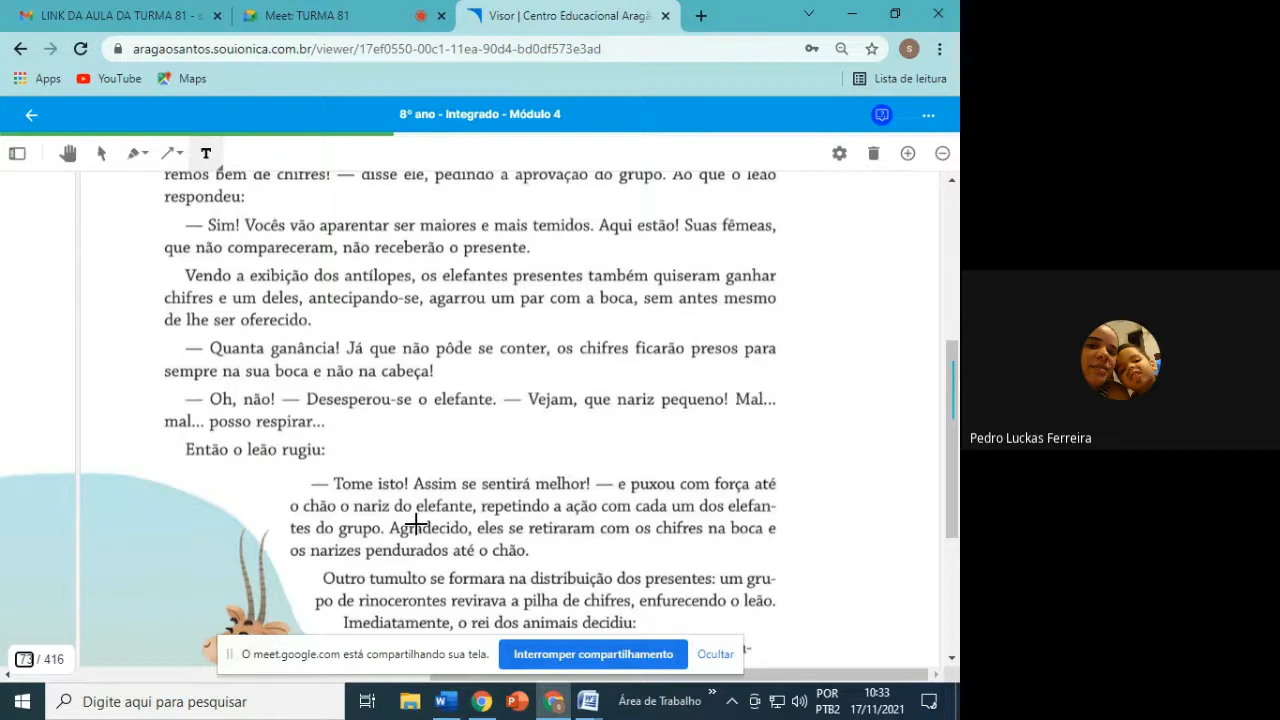 LINK DA AULA DA TURMA 81 - s
Meet: TURMA 81
Visor | Centro Educacional Aragã
aragaosantos.souionica.com.br/viewer/17ef0550-00c1-11ea-90d4-bd0df573e3ad
S
Apps
YouTube
Maps
Lista de leitura
8º ano - Integrado - Módulo 4
T
remos bem de chifres! — disse ele, pedindo a aprovação do grupo. Ao que o leão
respondeu:
— Sim! Vocês vão aparentar ser maiores e mais temidos. Aqui estão! Suas fêmeas,
que não compareceram, não receberão o presente.
Vendo a exibição dos antílopes, os elefantes presentes também quiseram ganhar
chifres e um deles, antecipando-se, agarrou um par com a boca, sem antes mesmo
de lhe ser oferecido.
— Quanta ganância! Já que não pôde se conter, os chifres ficarão presos para
sempre na sua boca e não na cabeça!
— Oh, não! — Desesperou-se o elefante. — Vejam, que nariz pequeno! Mal...
mal... posso respirar...
Então o leão rugiu:
— Tome isto! Assim se sentirá melhor! — e puxou com força até
o chão o nariz do elefante, repetindo a ação com cada um dos elefan-
tes do grupo. Agradecido, eles se retiraram com os chifres na boca e
os narizes pendurados até o chão.
Outro tumulto se formara na distribuição dos presentes: um gru-
po de rinocerontes revirava a pilha de chifres, enfurecendo o leão.
Imediatamente, o rei dos animais decidiu:
73 / 416
O meet.google.com está compartilhando sua tela.
Interromper compartilhamento
Ocultar
Pedro Luckas Ferreira
Digite aqui para pesquisar
Área de Trabalho
POR
PTB2
10:33
17/11/2021